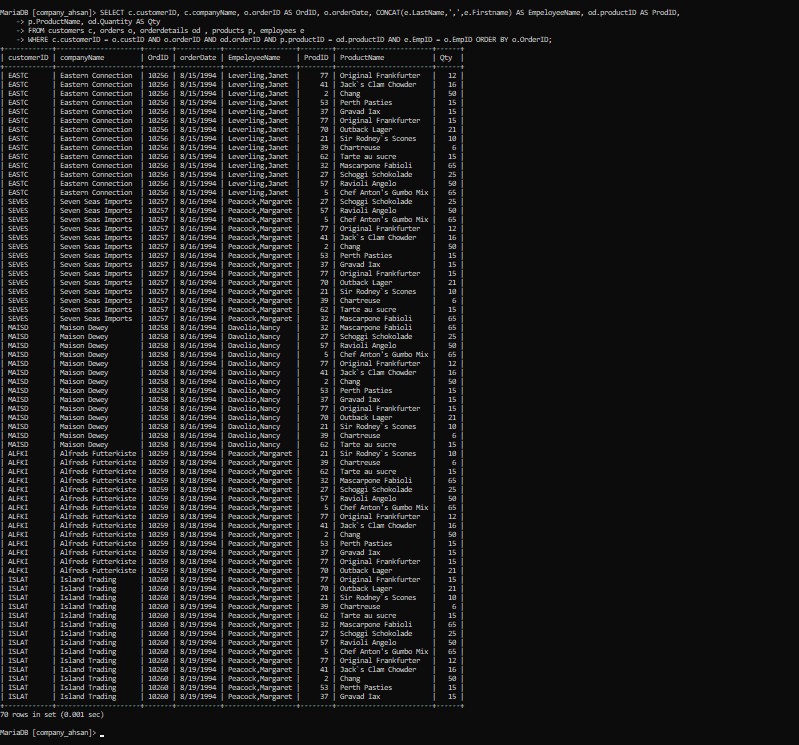 MariaDB [company_ahsan]> SELECT c.customerID, c.companyName, o.orderID AS OrdID, o.orderDate, CONCAT(e.LastName,',',e.Firstname) AS EmpeloyeeName, od.productID AS ProdID,
    -> p.ProductName, od.Quantity AS Qty
    -> FROM customers c, orders o, orderdetails od , products p, employees e
    -> WHERE c.customerID = o.custID AND o.orderID AND od.orderID AND p.productID = od.productID AND e.EmpID = o.EmpID ORDER BY o.OrderID;
| customerID | companyName | OrdID | orderDate | EmpeloyeeName | ProdID | ProductName | Qty |
| EASTC | Eastern Connection | 10256 | 8/15/1994 | Leverling,Janet | 77 | Original Frankfurter | 12 |
| EASTC | Eastern Connection | 10256 | 8/15/1994 | Leverling,Janet | 41 | Jack`s Clam Chowder | 16 |
| EASTC | Eastern Connection | 10256 | 8/15/1994 | Leverling,Janet | 2 | Chang | 50 |
| EASTC | Eastern Connection | 10256 | 8/15/1994 | Leverling,Janet | 53 | Perth Pasties | 15 |
| EASTC | Eastern Connection | 10256 | 8/15/1994 | Leverling,Janet | 37 | Gravad Iax | 15 |
| EASTC | Eastern Connection | 10256 | 8/15/1994 | Leverling,Janet | 77 | Original Frankfurter | 15 |
| EASTC | Eastern Connection | 10256 | 8/15/1994 | Leverling,Janet | 70 | Outback Lager | 21 |
| EASTC | Eastern Connection | 10256 | 8/15/1994 | Leverling,Janet | 21 | Sir Rodney`s Scones | 10 |
| EASTC | Eastern Connection | 10256 | 8/15/1994 | Leverling,Janet | 39 | Chartreuse | 6 |
| EASTC | Eastern Connection | 10256 | 8/15/1994 | Leverling,Janet | 62 | Tarte au sucre | 15 |
| EASTC | Eastern Connection | 10256 | 8/15/1994 | Leverling,Janet | 32 | Mascarpone Fabioli | 65 |
| EASTC | Eastern Connection | 10256 | 8/15/1994 | Leverling,Janet | 27 | Schoggi Schokolade | 25 |
| EASTC | Eastern Connection | 10256 | 8/15/1994 | Leverling,Janet | 57 | Ravioli Angelo | 50 |
| EASTC | Eastern Connection | 10256 | 8/15/1994 | Leverling,Janet | 5 | Chef Anton`s Gumbo Mix | 65 |
| SEVES | Seven Seas Imports | 10257 | 8/16/1994 | Peacock,Margaret | 27 | Schoggi Schokolade | 25 |
| SEVES | Seven Seas Imports | 10257 | 8/16/1994 | Peacock,Margaret | 57 | Ravioli Angelo | 50 |
| SEVES | Seven Seas Imports | 10257 | 8/16/1994 | Peacock,Margaret | 5 | Chef Anton`s Gumbo Mix | 65 |
| SEVES | Seven Seas Imports | 10257 | 8/16/1994 | Peacock,Margaret | 77 | Original Frankfurter | 12 |
| SEVES | Seven Seas Imports | 10257 | 8/16/1994 | Peacock,Margaret | 41 | Jack`s Clam Chowder | 16 |
| SEVES | Seven Seas Imports | 10257 | 8/16/1994 | Peacock,Margaret | 2 | Chang | 50 |
| SEVES | Seven Seas Imports | 10257 | 8/16/1994 | Peacock,Margaret | 53 | Perth Pasties | 15 |
| SEVES | Seven Seas Imports | 10257 | 8/16/1994 | Peacock,Margaret | 37 | Gravad Iax | 15 |
| SEVES | Seven Seas Imports | 10257 | 8/16/1994 | Peacock,Margaret | 77 | Original Frankfurter | 15 |
| SEVES | Seven Seas Imports | 10257 | 8/16/1994 | Peacock,Margaret | 70 | Outback Lager | 21 |
| SEVES | Seven Seas Imports | 10257 | 8/16/1994 | Peacock,Margaret | 21 | Sir Rodney`s Scones | 10 |
| SEVES | Seven Seas Imports | 10257 | 8/16/1994 | Peacock,Margaret | 39 | Chartreuse | 6 |
| SEVES | Seven Seas Imports | 10257 | 8/16/1994 | Peacock,Margaret | 62 | Tarte au sucre | 15 |
| SEVES | Seven Seas Imports | 10257 | 8/16/1994 | Peacock,Margaret | 32 | Mascarpone Fabioli | 65 |
| MAISD | Maison Dewey | 10258 | 8/16/1994 | Davolio,Nancy | 32 | Mascarpone Fabioli | 65 |
| MAISD | Maison Dewey | 10258 | 8/16/1994 | Davolio,Nancy | 27 | Schoggi Schokolade | 25 |
| MAISD | Maison Dewey | 10258 | 8/16/1994 | Davolio,Nancy | 57 | Ravioli Angelo | 50 |
| MAISD | Maison Dewey | 10258 | 8/16/1994 | Davolio,Nancy | 5 | Chef Anton`s Gumbo Mix | 65 |
| MAISD | Maison Dewey | 10258 | 8/16/1994 | Davolio,Nancy | 77 | Original Frankfurter | 12 |
| MAISD | Maison Dewey | 10258 | 8/16/1994 | Davolio,Nancy | 41 | Jack`s Clam Chowder | 16 |
| MAISD | Maison Dewey | 10258 | 8/16/1994 | Davolio,Nancy | 2 | Chang | 50 |
| MAISD | Maison Dewey | 10258 | 8/16/1994 | Davolio,Nancy | 53 | Perth Pasties | 15 |
| MAISD | Maison Dewey | 10258 | 8/16/1994 | Davolio,Nancy | 37 | Gravad Iax | 15 |
| MAISD | Maison Dewey | 10258 | 8/16/1994 | Davolio,Nancy | 77 | Original Frankfurter | 15 |
| MAISD | Maison Dewey | 10258 | 8/16/1994 | Davolio,Nancy | 70 | Outback Lager | 21 |
| MAISD | Maison Dewey | 10258 | 8/16/1994 | Davolio,Nancy | 21 | Sir Rodney`s Scones | 10 |
| MAISD | Maison Dewey | 10258 | 8/16/1994 | Davolio,Nancy | 39 | Chartreuse | 6 |
| MAISD | Maison Dewey | 10258 | 8/16/1994 | Davolio,Nancy | 62 | Tarte au sucre | 15 |
| ALFKI | Alfreds Futterkiste | 10259 | 8/18/1994 | Peacock,Margaret | 21 | Sir Rodney`s Scones | 10 |
| ALFKI | Alfreds Futterkiste | 10259 | 8/18/1994 | Peacock,Margaret | 39 | Chartreuse | 6 |
| ALFKI | Alfreds Futterkiste | 10259 | 8/18/1994 | Peacock,Margaret | 62 | Tarte au sucre | 15 |
| ALFKI | Alfreds Futterkiste | 10259 | 8/18/1994 | Peacock,Margaret | 32 | Mascarpone Fabioli | 65 |
| ALFKI | Alfreds Futterkiste | 10259 | 8/18/1994 | Peacock,Margaret | 27 | Schoggi Schokolade | 25 |
| ALFKI | Alfreds Futterkiste | 10259 | 8/18/1994 | Peacock,Margaret | 57 | Ravioli Angelo | 50 |
| ALFKI | Alfreds Futterkiste | 10259 | 8/18/1994 | Peacock,Margaret | 5 | Chef Anton`s Gumbo Mix | 65 |
| ALFKI | Alfreds Futterkiste | 10259 | 8/18/1994 | Peacock,Margaret | 77 | Original Frankfurter | 12 |
| ALFKI | Alfreds Futterkiste | 10259 | 8/18/1994 | Peacock,Margaret | 41 | Jack`s Clam Chowder | 16 |
| ALFKI | Alfreds Futterkiste | 10259 | 8/18/1994 | Peacock,Margaret | 2 | Chang | 50 |
| ALFKI | Alfreds Futterkiste | 10259 | 8/18/1994 | Peacock,Margaret | 53 | Perth Pasties | 15 |
| ALFKI | Alfreds Futterkiste | 10259 | 8/18/1994 | Peacock,Margaret | 37 | Gravad Iax | 15 |
| ALFKI | Alfreds Futterkiste | 10259 | 8/18/1994 | Peacock,Margaret | 77 | Original Frankfurter | 15 |
| ALFKI | Alfreds Futterkiste | 10259 | 8/18/1994 | Peacock,Margaret | 70 | Outback Lager | 21 |
| ISLAT | Island Trading | 10260 | 8/19/1994 | Peacock,Margaret | 77 | Original Frankfurter | 15 |
| ISLAT | Island Trading | 10260 | 8/19/1994 | Peacock,Margaret | 70 | Outback Lager | 21 |
| ISLAT | Island Trading | 10260 | 8/19/1994 | Peacock,Margaret | 21 | Sir Rodney`s Scones | 10 |
| ISLAT | Island Trading | 10260 | 8/19/1994 | Peacock,Margaret | 39 | Chartreuse | 6 |
| ISLAT | Island Trading | 10260 | 8/19/1994 | Peacock,Margaret | 62 | Tarte au sucre | 15 |
| ISLAT | Island Trading | 10260 | 8/19/1994 | Peacock,Margaret | 32 | Mascarpone Fabioli | 65 |
| ISLAT | Island Trading | 10260 | 8/19/1994 | Peacock,Margaret | 27 | Schoggi Schokolade | 25 |
| ISLAT | Island Trading | 10260 | 8/19/1994 | Peacock,Margaret | 57 | Ravioli Angelo | 50 |
| ISLAT | Island Trading | 10260 | 8/19/1994 | Peacock,Margaret | 5 | Chef Anton`s Gumbo Mix | 65 |
| ISLAT | Island Trading | 10260 | 8/19/1994 | Peacock,Margaret | 77 | Original Frankfurter | 12 |
| ISLAT | Island Trading | 10260 | 8/19/1994 | Peacock,Margaret | 41 | Jack`s Clam Chowder | 16 |
| ISLAT | Island Trading | 10260 | 8/19/1994 | Peacock,Margaret | 2 | Chang | 50 |
| ISLAT | Island Trading | 10260 | 8/19/1994 | Peacock,Margaret | 53 | Perth Pasties | 15 |
| ISLAT | Island Trading | 10260 | 8/19/1994 | Peacock,Margaret | 37 | Gravad Iax | 15 |
70 rows in set (0.001 sec)
MariaDB [company_ahsan]> _